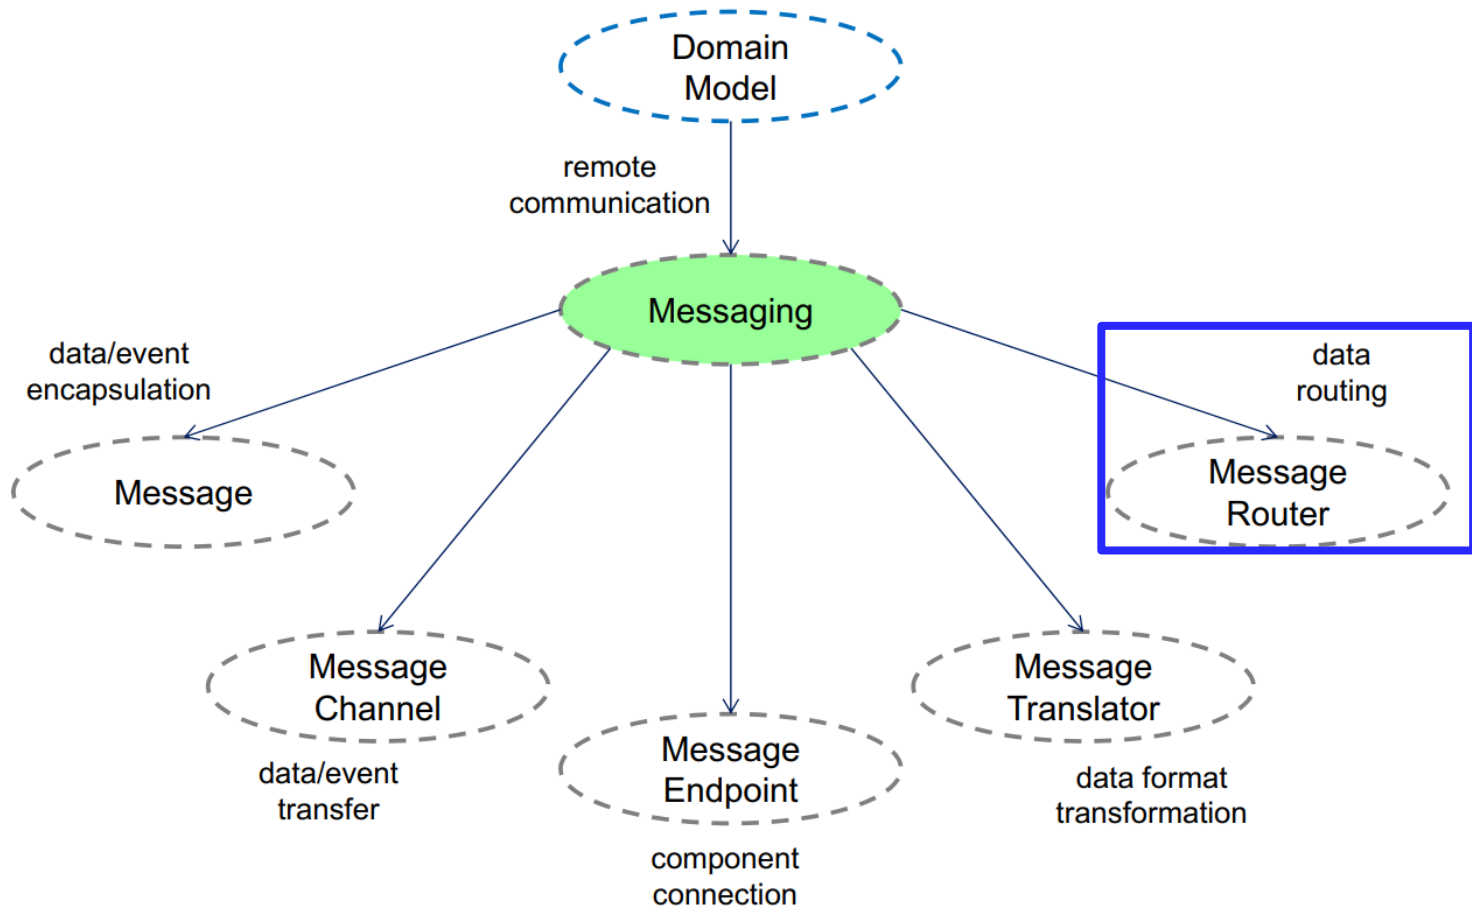 Domain
Model
remote
communication
Messaging
data/event
encapsulation
data
routing
Message
Message
Router
Message
Channel
Message
Translator
Message
Endpoint
data/event
transfer
data format
transformation
component
connection